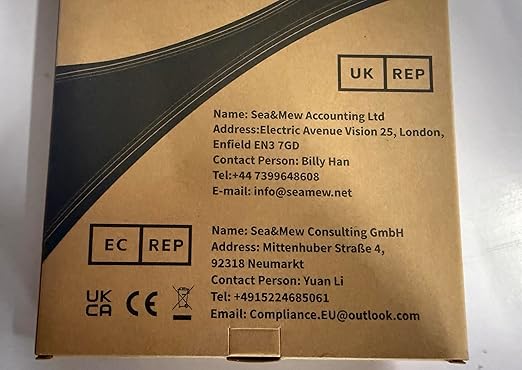 UK REP
Name: Sea&Mew Accounting Ltd
Address:Electric Avenue Vision 25, London,
Enfield EN3 7GD
Contact Person: Billy Han
Tel:+44 7399648608
E-mail: info@seamew.net
EC REP
Name: Sea&Mew Consulting GmbH
Address: Mittenhuber Straße 4,
92318 Neumarkt
Contact Person: Yuan Li
Tel: +4915224685061
Email: Compliance.EU@outlook.com
UK
CA CE